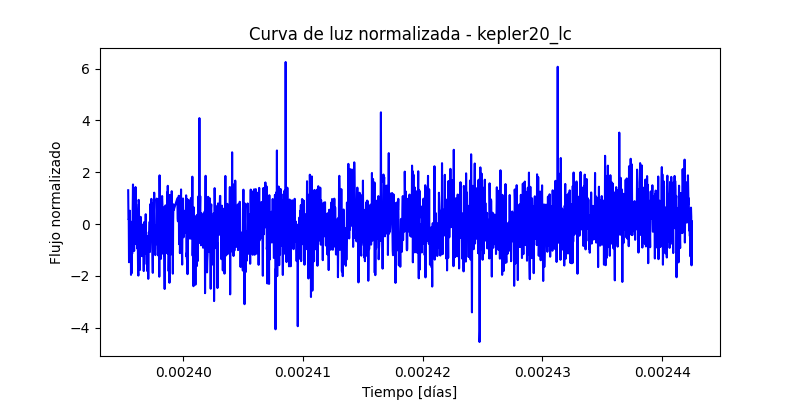 Curva de luz normalizada - kepler20_lc
Flujo normalizado
6
4
2
0
−2
−4
0.00240 0.00241 0.00242 0.00243 0.00244
Tiempo [días]